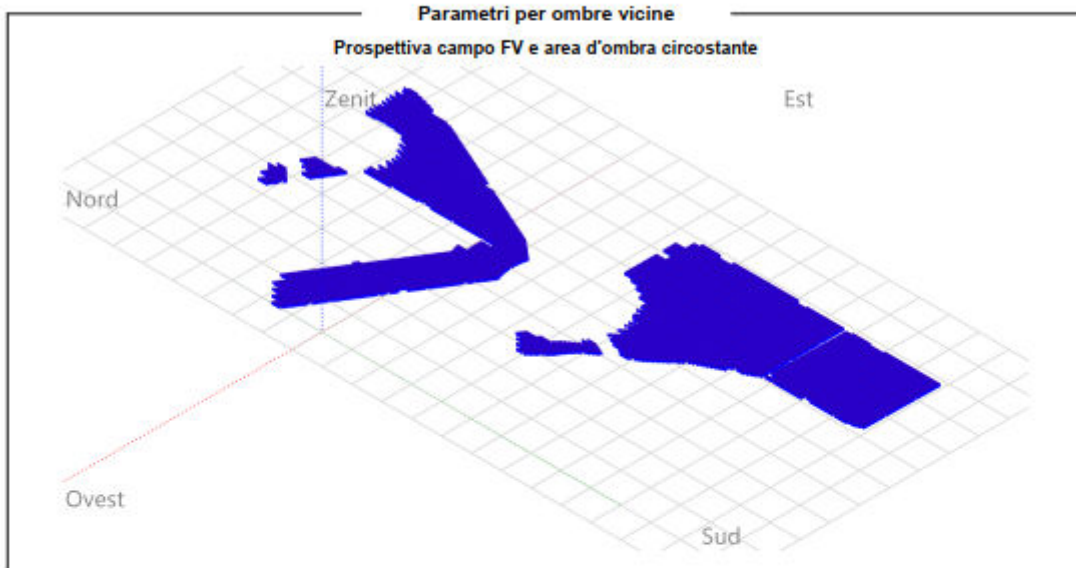 Parametri per ombre vicine
Prospettiva campo FV e area d'ombra circostante
Zenit
Est
Nord
Ovest
Sud